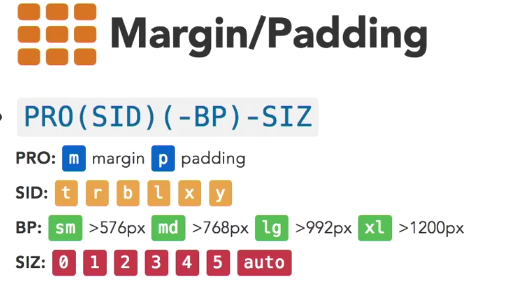 Margin/Padding
PRO(SID)(-BP)-SIZ
PRO: m margin p padding
SID: t r b l x y
BP: sm >576px md >768px lg >992px xl >1200px
SIZ: 0 1 2 3 4 5 auto